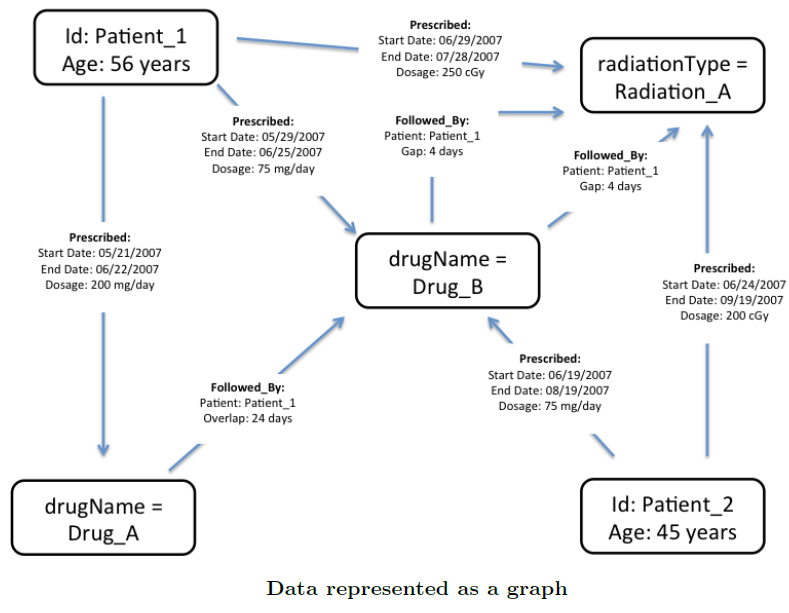 Id: Patient_1
Age: 56 years
Prescribed:
Start Date: 06/29/2007
End Date: 07/28/2007
Dosage: 250 cGy
radiationType =
Radiation_A
Prescribed:
Start Date: 05/29/2007
End Date: 06/25/2007
Dosage: 75 mg/day
Followed_By:
Patient: Patient_1
Gap: 4 days
Followed_By:
Patient: Patient_1
Gap: 4 days
Prescribed:
Start Date: 05/21/2007
End Date: 06/22/2007
Dosage: 200 mg/day
drugName =
Drug_B
Prescribed:
Start Date: 06/24/2007
End Date: 09/19/2007
Dosage: 200 cGy
Followed_By:
Patient: Patient_1
Overlap: 24 days
Prescribed:
Start Date: 06/19/2007
End Date: 08/19/2007
Dosage: 75 mg/day
drugName =
Drug_A
Id: Patient_2
Age: 45 years
Data represented as a graph